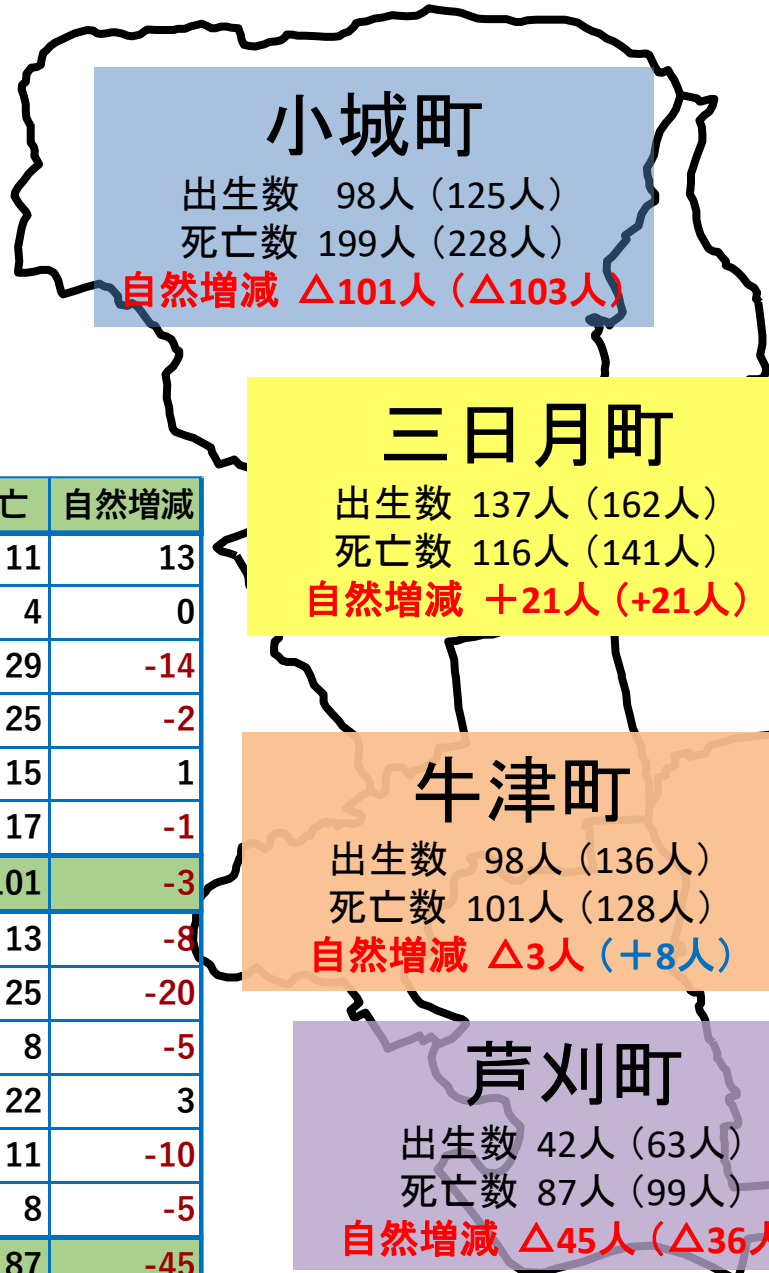 小城町
出生数 98人（125人）
死亡数 199人（228人）
自然増減 △101人（△103人）
三日月町
出生数 137人（162人）
死亡数 116人（141人）
自然増減 ＋21人（+21人）
牛津町
出生数 98人（136人）
死亡数 101人（128人）
自然増減 △3人（＋8人）
芦刈町
出生数 42人（63人）
死亡数 87人（99人）
自然増減 △45人（△36人
亡 自然増減
11 13
4 0
29 -14
25 -2
15 1
17 -1
101 -3
13 -8
25 -20
8 -5
22 3
11 -10
8 -5
87 -45